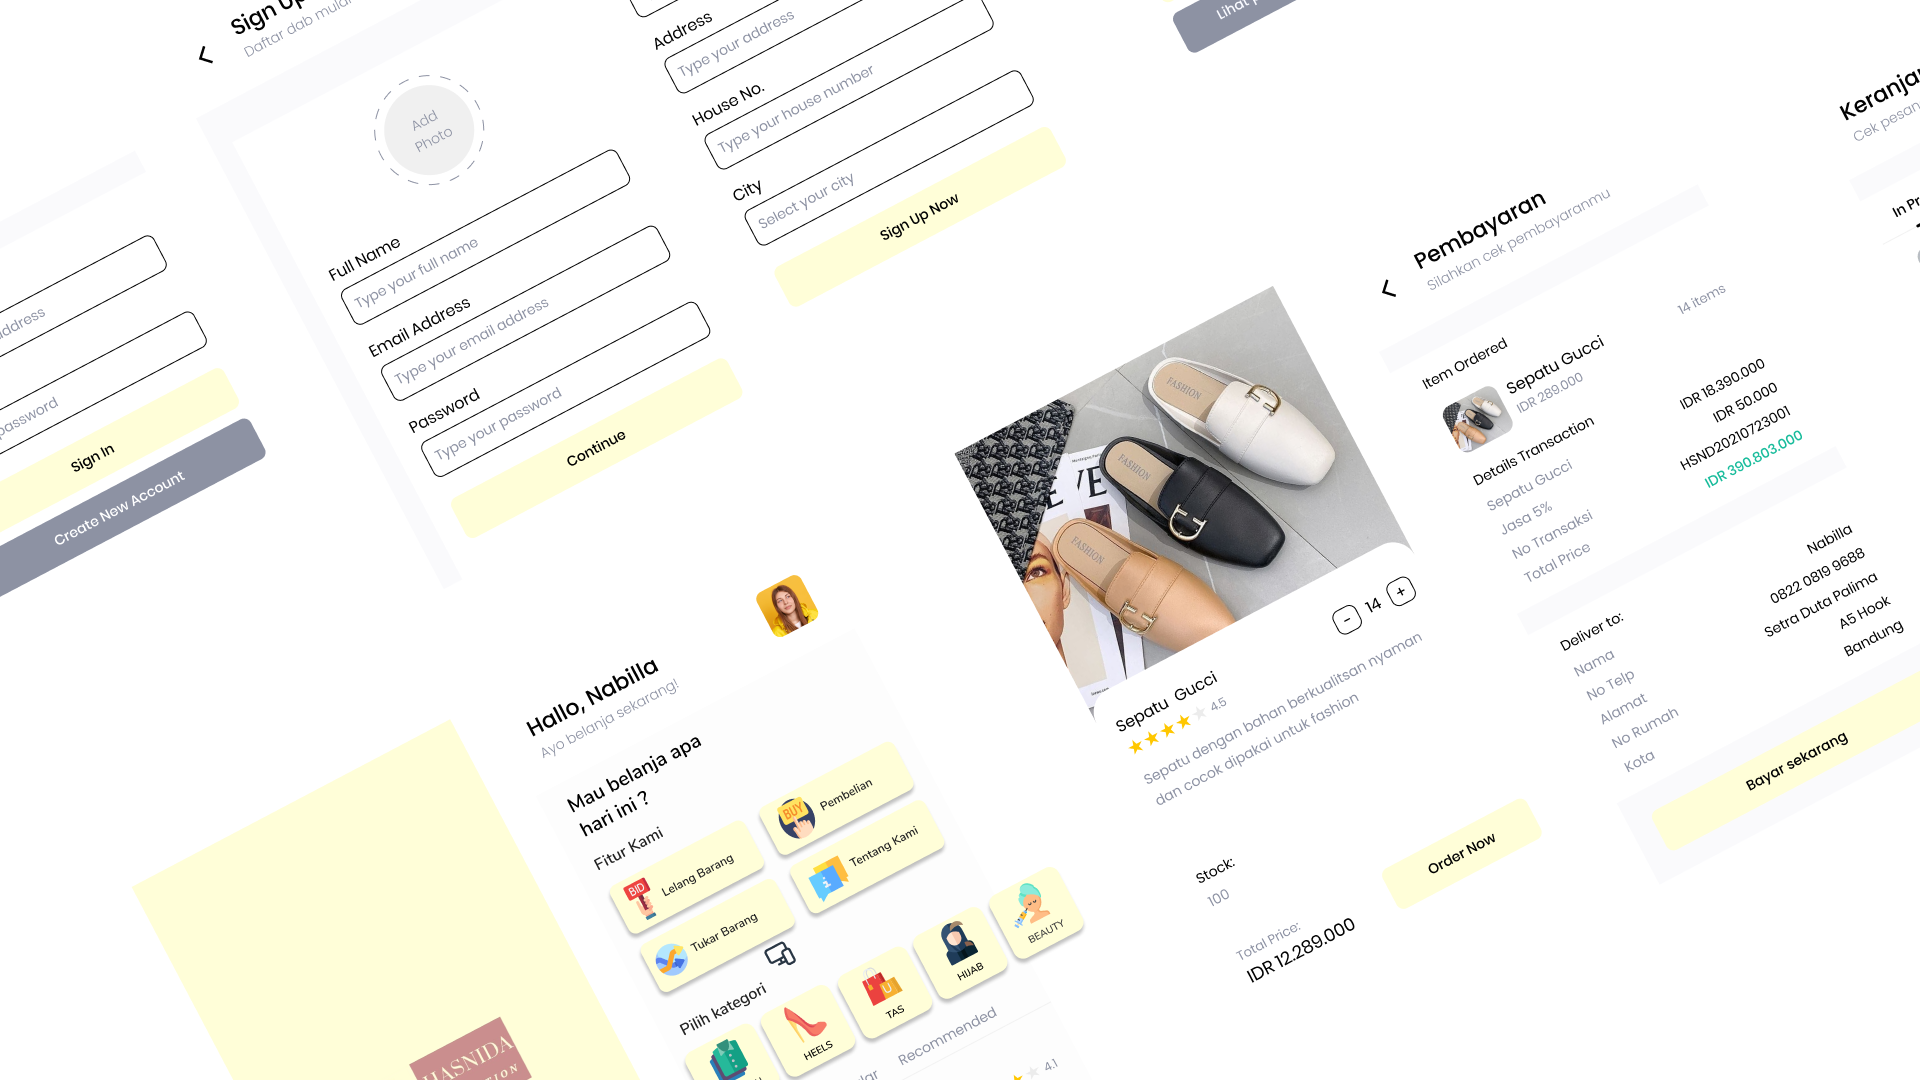 Sign Up
Daftar dab
Add
Photo
Full Name
Type your full name
Email Address
Type your email address
Password
Type your password
Continue
password
Sign In
Create New Account
Address
Type your address
House No.
Type your house number
City
Select your city
Sign Up Now
Lihat
HASNIDA
Hallo, Nabilla
Ayo belanja sekarang!
Mau belanja apa
hari ini ?
Fitur Kami
BID
Lelang Barang
BUY
Pembelian
Tukar Barang
Tentang Kami
Pilih kategori
HEELS
TAS
HIJAB
BEAUTY
Recommended
4.1
FASHION
FASHION
FASHION
- 14 +
Sepatu Gucci
4.5
Sepatu dengan bahan berkualitsan nyaman
dan cocok dipakai untuk fashion
Stock:
100
Total Price:
IDR 12.289.000
Order Now
Pembayaran
Silahkan cek pembayaranmu
Item Ordered
Sepatu Gucci
IDR 289.000
14 items
Details Transaction
Sepatu Gucci
IDR 18.390.000
Jasa 5%
IDR 50.000
No Transaksi
HSND20210723001
Total Price
IDR 390.803.000
Deliver to:
Nama
Nabilla
No Telp
0822 0819 9688
Alamat
Setra Duta Palima
No Rumah
A5 Hook
Kota
Bandung
Bayar sekarang
Cek
In